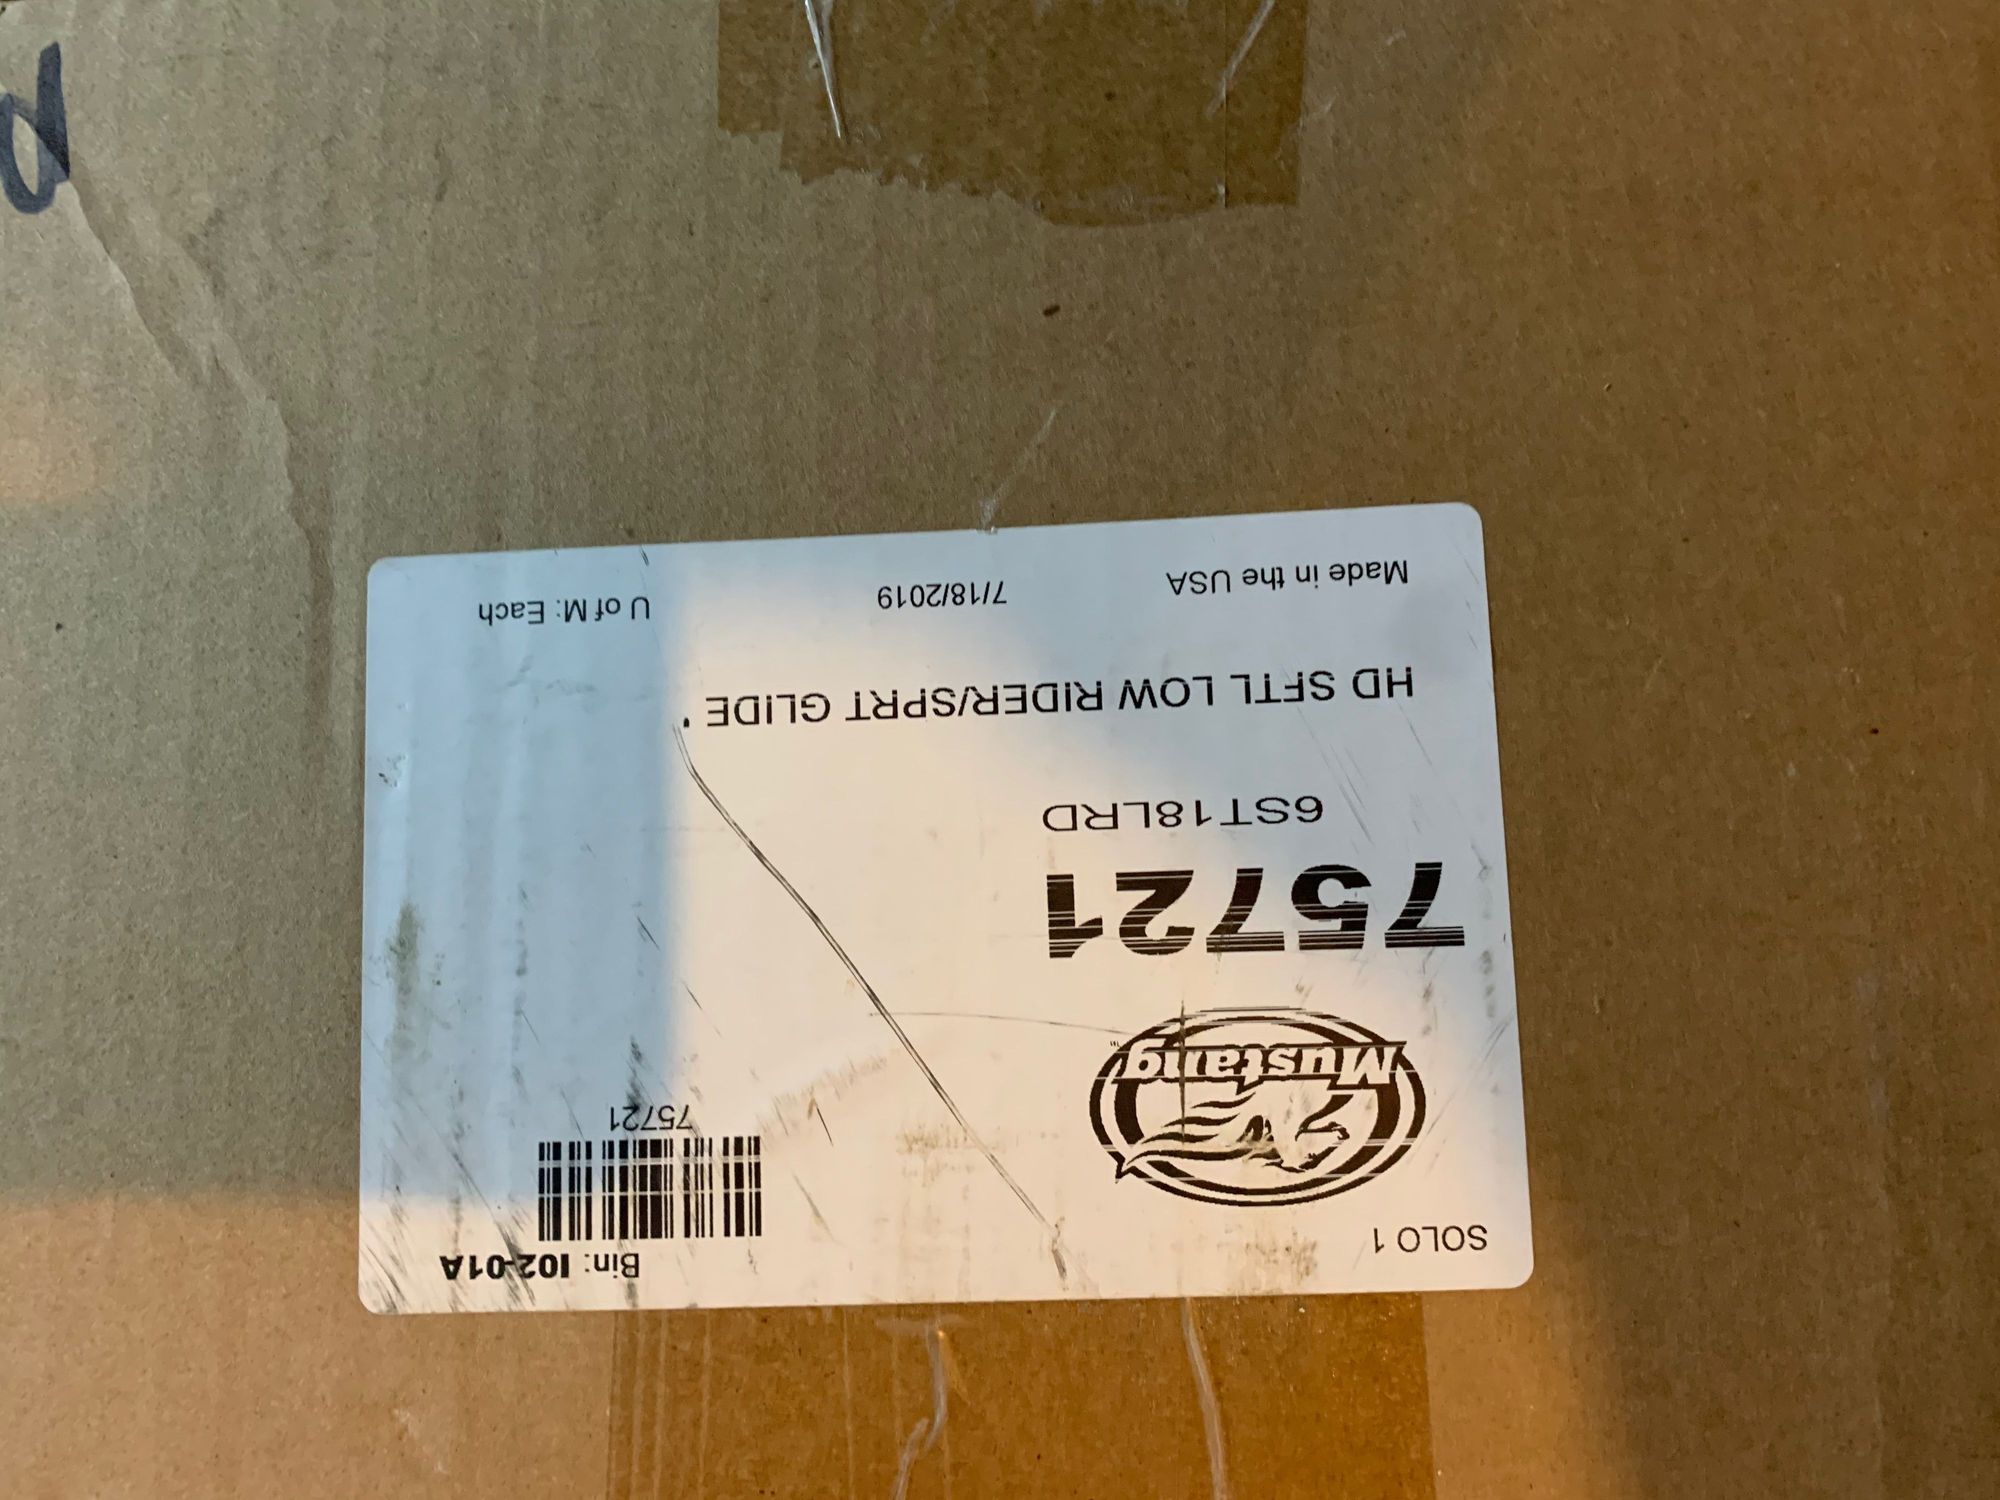 SOLO 1
Bin: I02-01A
Mustang™
75721
75721
6ST18LRD
HD SFTL LOW RIDER/SPRT GLIDE '
Made in the USA
7/18/2019
U of M: Each